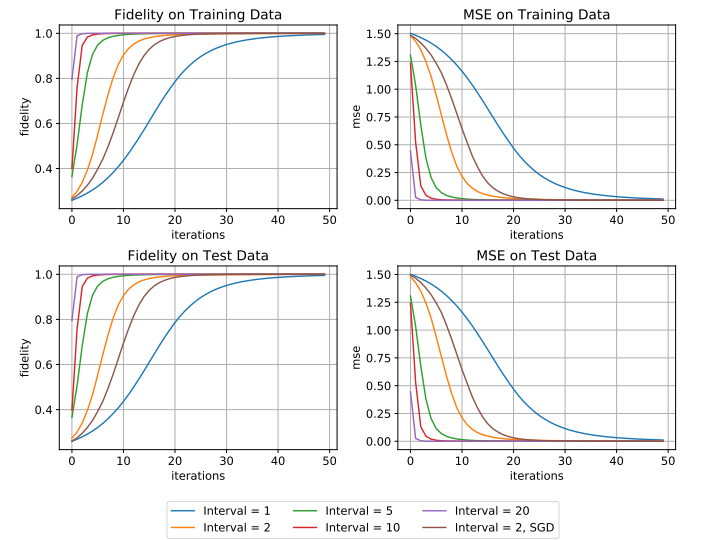 Fidelity on Training Data
1.0
0.8
0.6
0.4
fidelity
0 10 20 30 40 50
iterations
MSE on Training Data
1.50
1.25
1.00
0.75
0.50
0.25
0.00
mse
0 10 20 30 40 50
iterations
Fidelity on Test Data
1.0
0.8
0.6
0.4
fidelity
0 10 20 30 40 50
iterations
MSE on Test Data
1.50
1.25
1.00
0.75
0.50
0.25
0.00
mse
0 10 20 30 40 50
iterations
Interval = 1 Interval = 5 Interval = 20
Interval = 2 Interval = 10 Interval = 2, SGD